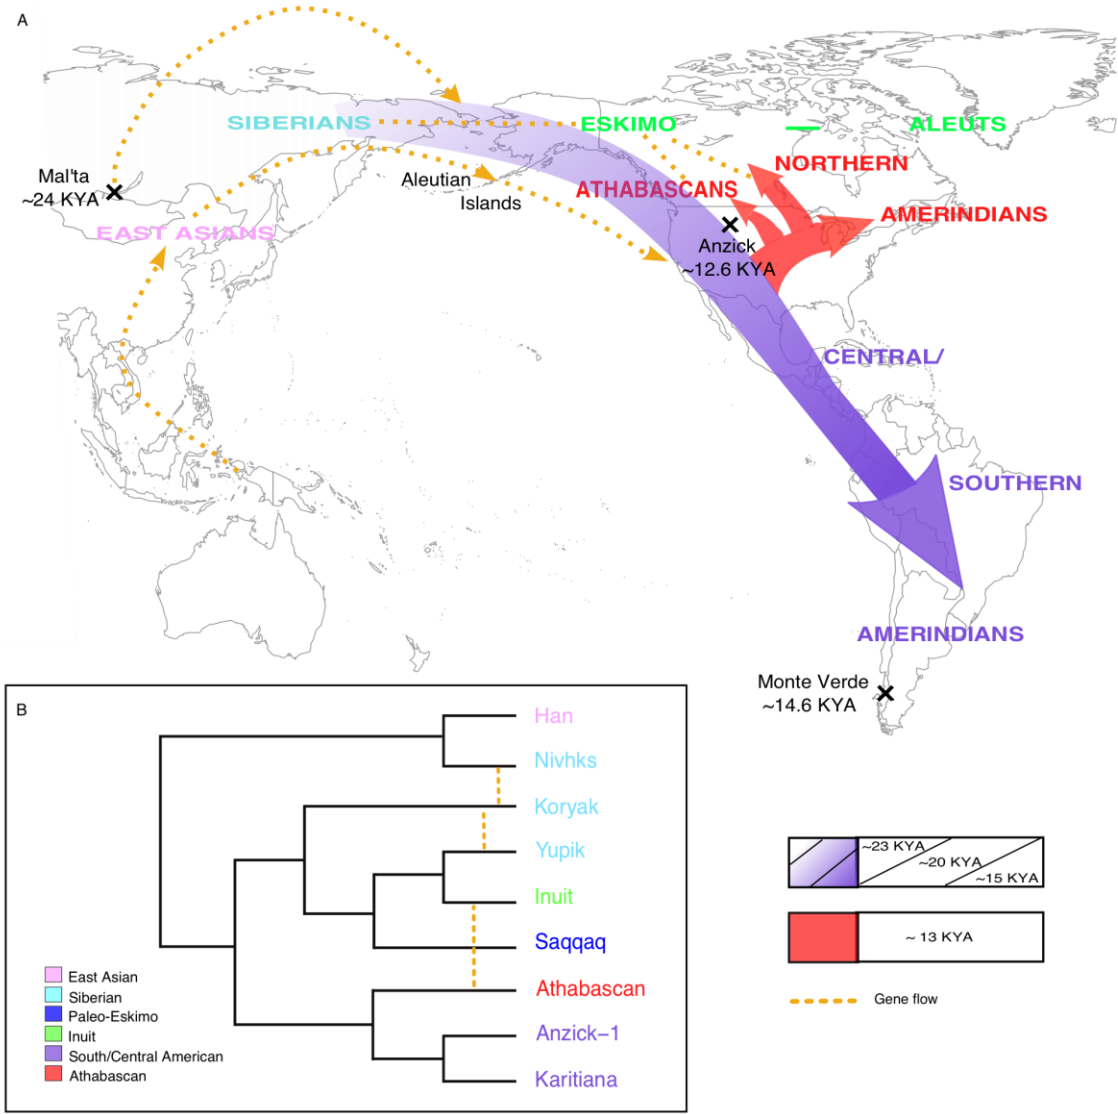 A
SIBERIANS
ESKIMO
ALEUTS
NORTHERN
Mal'ta
~24 KYA
Aleutian
Islands
ATHABASCANS
AMERINDIANS
EAST ASIANS
Anzick
~12.6 KYA
CENTRAL/
SOUTHERN
AMERINDIANS
Monte Verde
~14.6 KYA
B
Han
Nivhks
Koryak
Yupik
Inuit
Saqqaq
Athabascan
Anzick–1
Karitiana
East Asian
Siberian
Paleo-Eskimo
Inuit
South/Central American
Athabascan
~23 KYA
~20 KYA
~15 KYA
~ 13 KYA
Gene flow